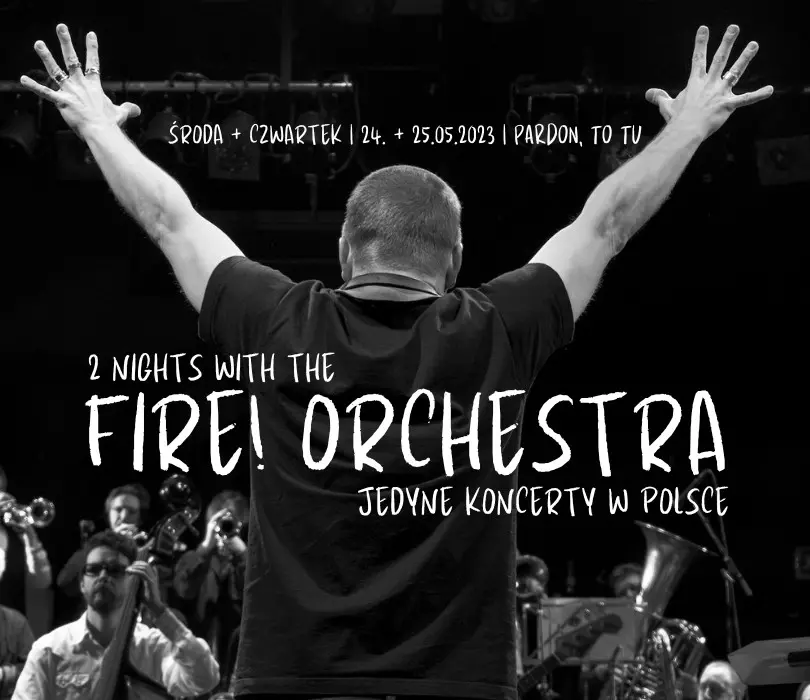 ŚRODA + CZWARTEK | 24. + 25.05.2023 | PARDON, TO TU
2 NIGHTS WITH THE
FIRE! ORCHESTRA
JEDYNE KONCERTY W POLSCE